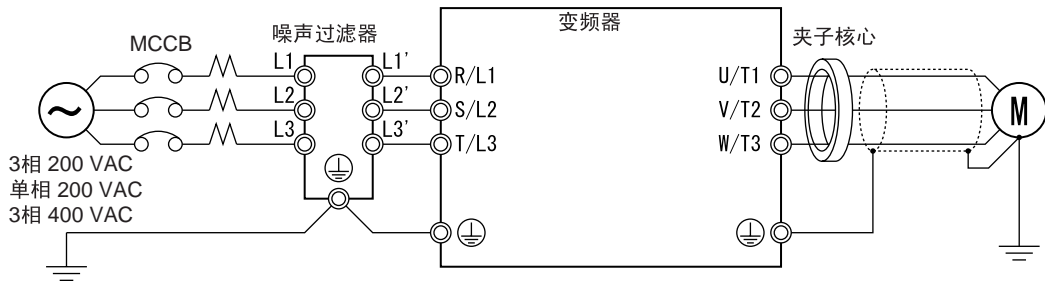 变频器
噪声过滤器
夹子核心
MCCB
L1
L1'
R/L1
U/T1
L2
L2'
S/L2
V/T2
M
L3
L3'
T/L3
W/T3
3相 200 VAC
单相 200 VAC
3相 400 VAC